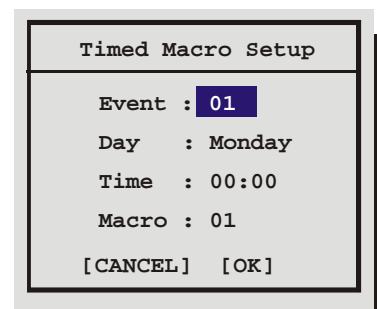 Timed Macro Setup
Event : 01
Day : Monday
Time : 00:00
Macro : 01
[CANCEL] [OK]